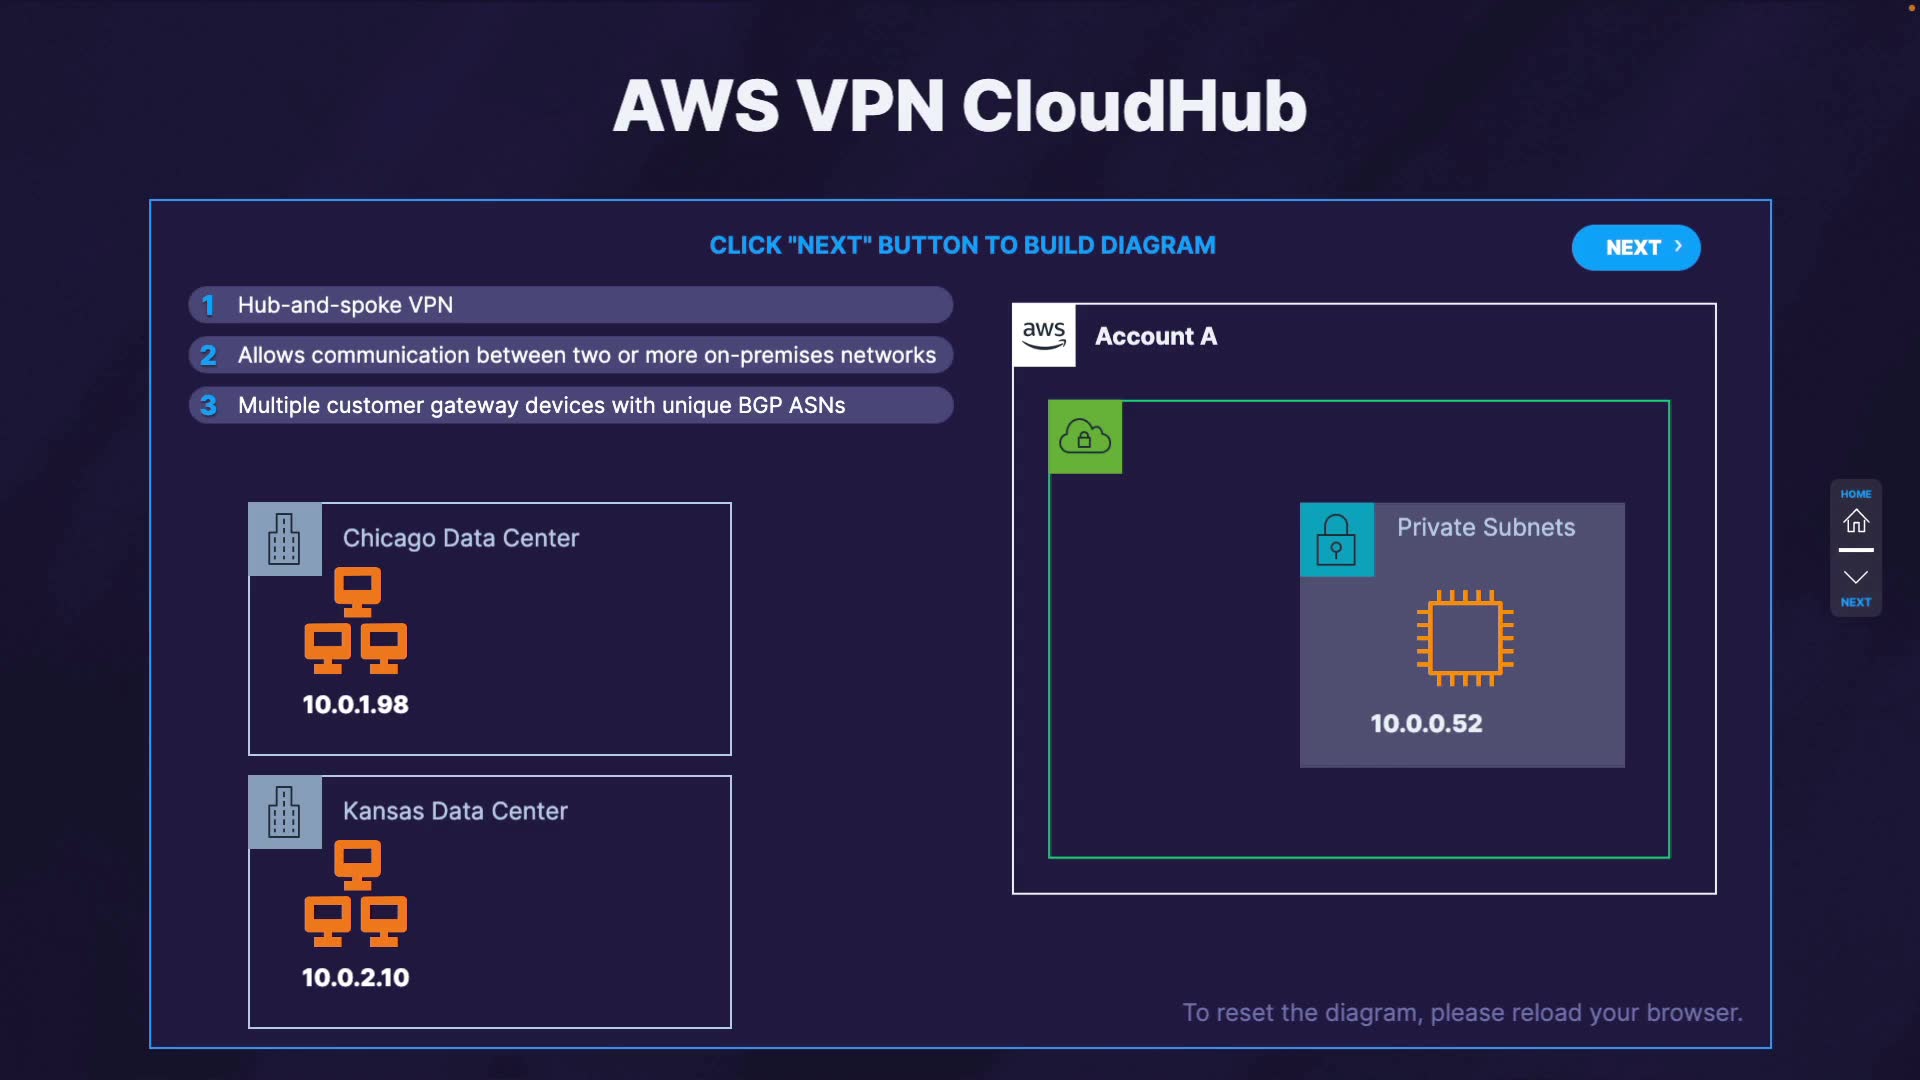 AWS VPN CloudHub
CLICK "NEXT" BUTTON TO BUILD DIAGRAM
NEXT
1 Hub-and-spoke VPN
2 Allows communication between two or more on-premises networks
3 Multiple customer gateway devices with unique BGP ASNs
aws
Account A
Chicago Data Center
10.0.1.98
Private Subnets
10.0.0.52
Kansas Data Center
10.0.2.10
To reset the diagram, please reload your browser.
HOME
NEXT